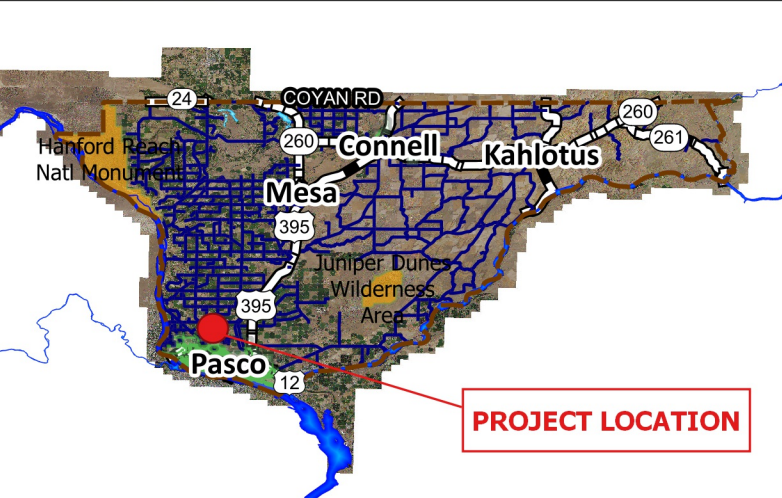 24
COYAN RD
260
260
261
Connell
Kahlotus
Hanford Reach
Natl Monument
Mesa
395
Juniper Dunes
Wilderness
Area
395
Pasco
12
PROJECT LOCATION